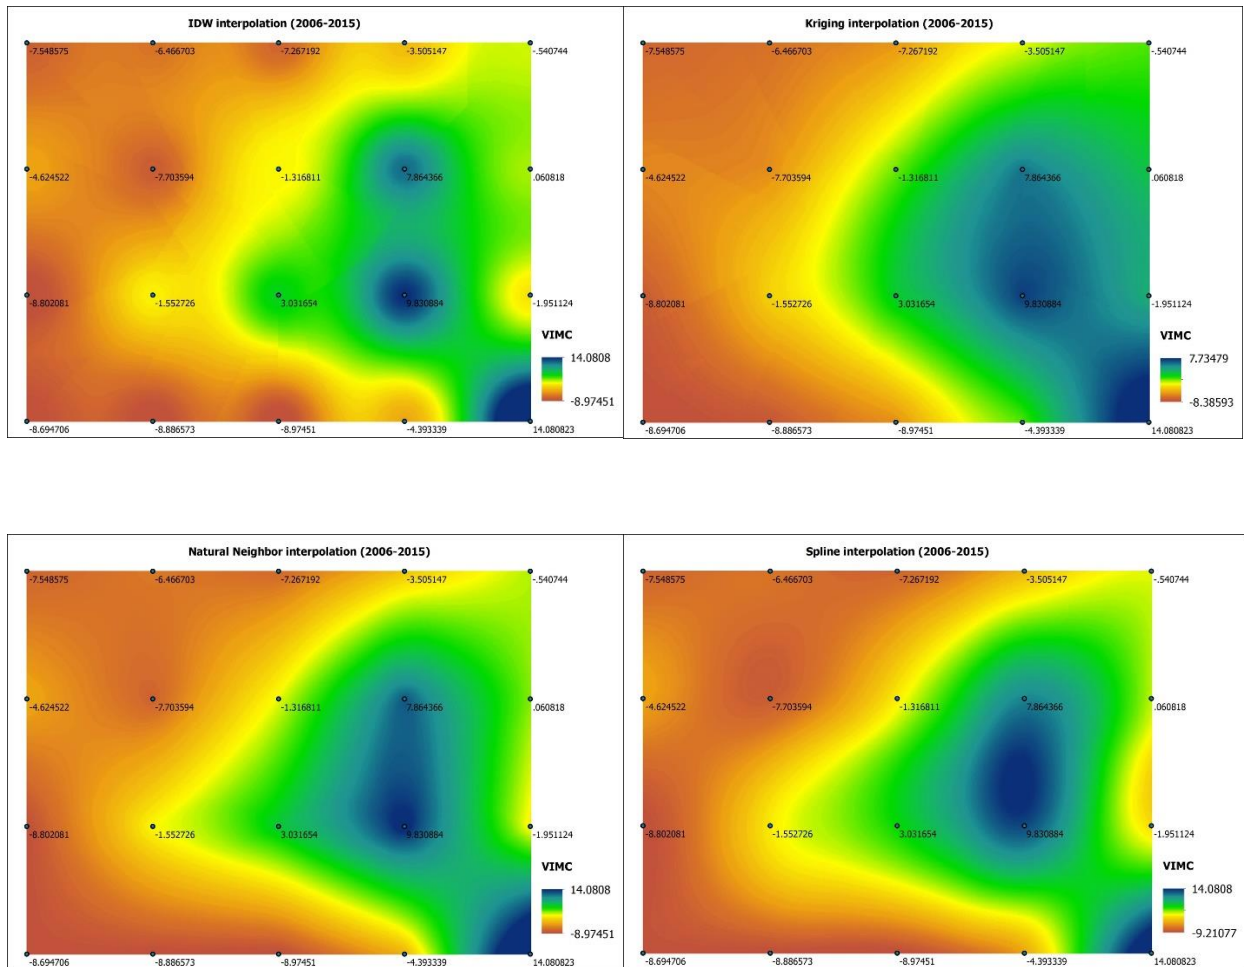 IDW interpolation (2006-2015)
-7.548575 -6.466703 -7.267192 -3.505147 -.540744
-4.624522 -7.703594 -1.316811 7.864366 .060818
-8.802081 -1.552726 3.031654 9.830884 -1.951124
VIMC
14.0808
-8.97451
-8.694706 -8.886573 -8.97451 -4.393339 14.080823
Kriging interpolation (2006-2015)
-7.548575 -6.466703 -7.267192 -3.505147 -.540744
-4.624522 -7.703594 -1.316811 7.864366 .060818
-8.802081 -1.552726 3.031654 9.830884 -1.951124
VIMC
7.73479
-8.38593
-8.694706 -8.886573 -8.97451 -4.393339 14.080823
Natural Neighbor interpolation (2006-2015)
-7.548575 -6.466703 -7.267192 -3.505147 -.540744
-4.624522 -7.703594 -1.316811 7.864366 .060818
-8.802081 -1.552726 3.031654 9.830884 -1.951124
VIMC
14.0808
-8.97451
-8.694706 -8.886573 -8.97451 -4.393339 14.080823
Spline interpolation (2006-2015)
-7.548575 -6.466703 -7.267192 -3.505147 -.540744
-4.624522 -7.703594 -1.316811 7.864366 .060818
-8.802081 -1.552726 3.031654 9.830884 -1.951124
VIMC
14.0808
-9.21077
-8.694706 -8.886573 -8.97451 -4.393339 14.080823